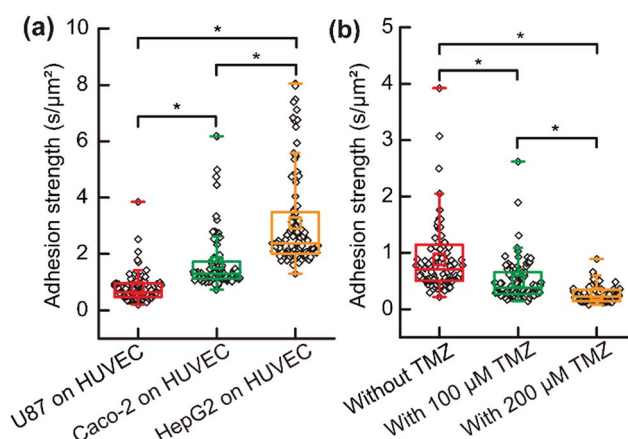 (a)
Adhesion strength (s/µm²)
10
8
6
4
2
0
*
*
*
U87 on HUVEC
Caco-2 on HUVEC
HepG2 on HUVEC
(b)
Adhesion strength (s/µm²)
5
4
3
2
1
0
*
*
*
Without TMZ
With 100 µM TMZ
With 200 µM TMZ